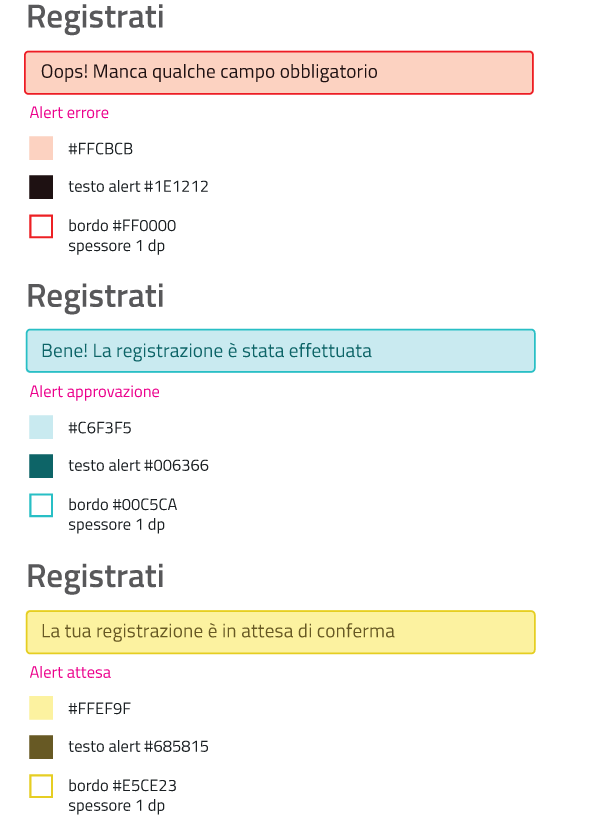 Registrati
Oops! Manca qualche campo obbligatorio
Alert errore
#FFCBCB
testo alert #1E1212
bordo #FF0000
spessore 1 dp
Registrati
Bene! La registrazione è stata effettuata
Alert approvazione
#C6F3F5
testo alert #006366
bordo #00C5CA
spessore 1 dp
Registrati
La tua registrazione è in attesa di conferma
Alert attesa
#FFEF9F
testo alert #685815
bordo #E5CE23
spessore 1 dp